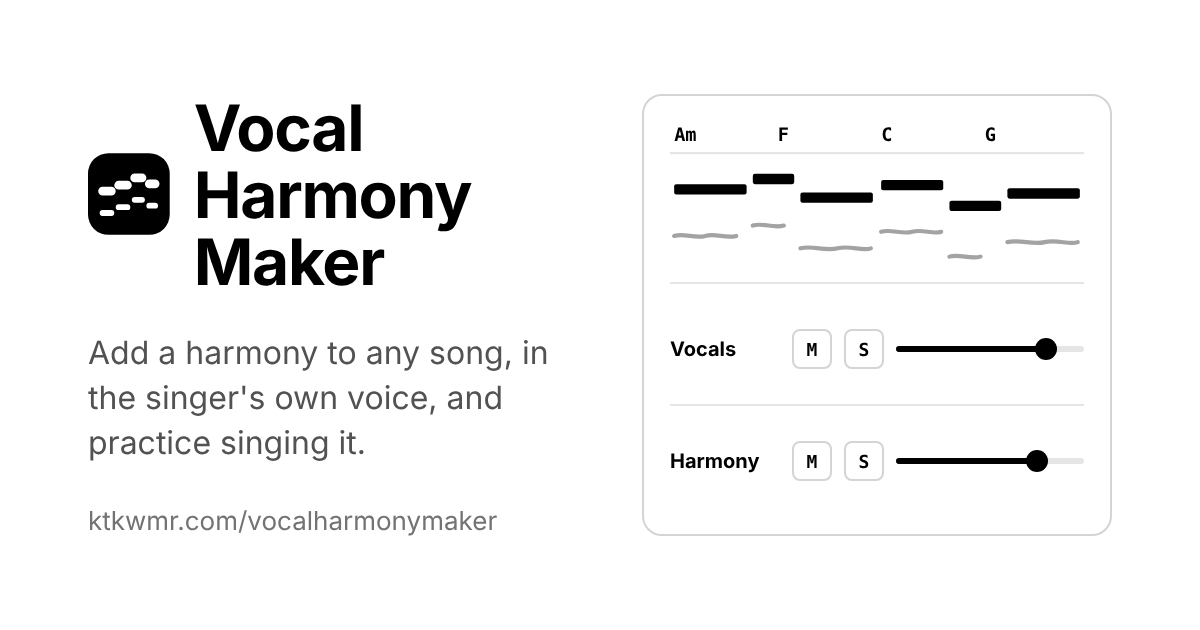 Vocal
Harmony
Maker
Add a harmony to any song, in
the singer's own voice, and
practice singing it.
ktkwmr.com/vocalharmonymaker
Am F C G
Vocals M S
Harmony M S